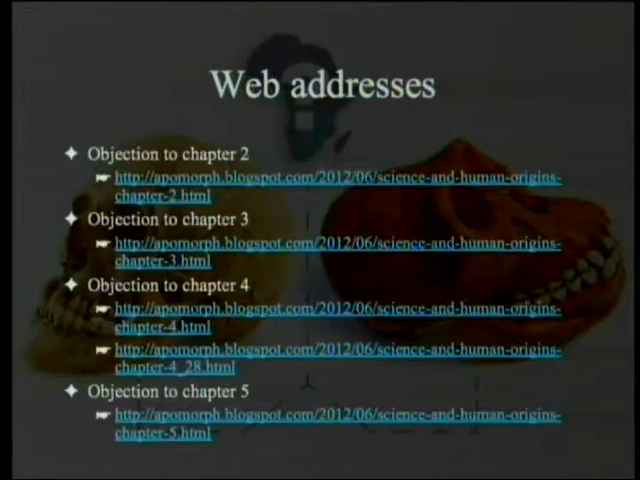 Web addresses
Objection to chapter 2
http://apomorph.blogspot.com/2012/06/science-and-human-origins-
chapter-2.html
Objection to chapter 3
http://apomorph.blogspot.com/2012/06/science-and-human-origins-
chapter-3.html
Objection to chapter 4
http://apomorph.blogspot.com/2012/06/science-and-human-origins-
chapter-4.html
http://apomorph.blogspot.com/2012/06/science-and-human-origins-
chapter-4_28.html
Objection to chapter 5
http://apomorph.blogspot.com/2012/06/science-and-human-origins-
chapter-5.html